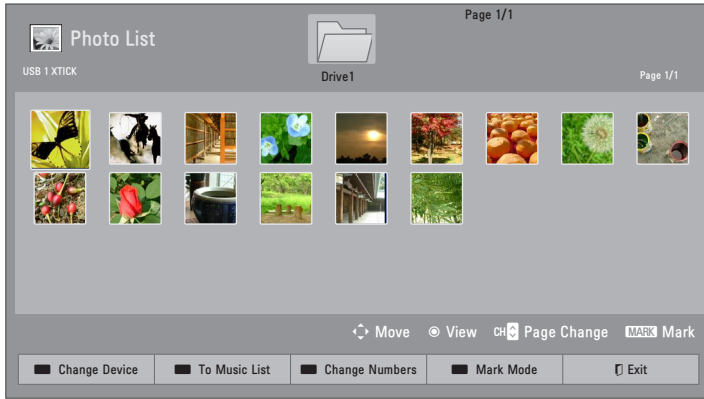 Page 1/1
Photo List
USB 1 XTICK
Drive1
Page 1/1
Move View CH Page Change MARK Mark
Change Device To Music List Change Numbers Mark Mode Exit